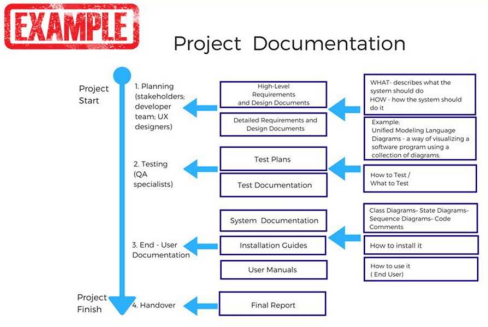 EXAMPLE
Project Documentation
Project
Start
1. Planning
(stakeholders;
developer
team; UX
designers)
High-Level
Requirements
and Design Documents
Detailed Requirements and
Design Documents
WHAT- describes what the
system should do
HOW - how the system should
do it
Example:
Unified Modeling Language
Diagrams - a way of visualizing a
software program using a
collection of diagrams.
2. Testing
(QA
specialists)
Test Plans
Test Documentation
How to Test /
What to Test
3. End - User
Documentation
System Documentation
Installation Guides
User Manuals
Class Diagrams- State Diagrams-
Sequence Diagrams- Code
Comments
How to install it
How to use it
( End User)
Project
Finish
4. Handover
Final Report